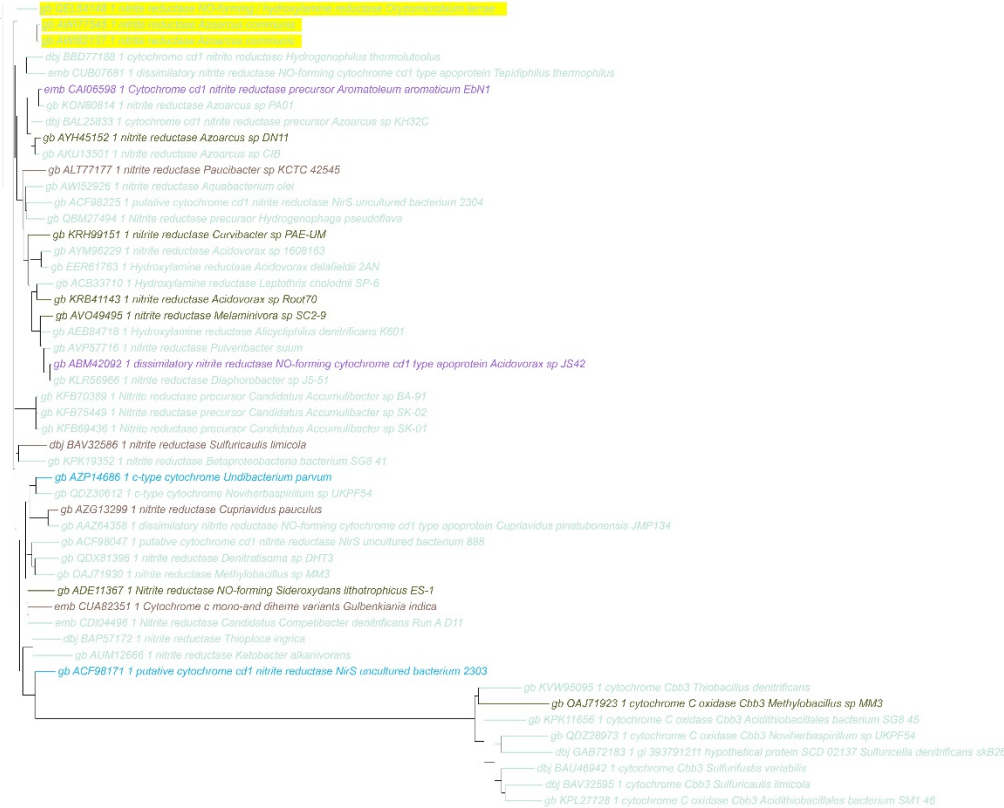 gb 1 nitrite reductase NO-forming hydroxylamine reductase
gb 1 nitrite reductase Azoarcus communis
gb 1 nitrite reductase Azoarcus communis
dbj BBD77188 1 cytochrome cd1 nitrite reductase Hydrogenophilus thermoluteolus
emb CUB07681 1 dissimilatory nitrite reductase NO-forming cytochrome cd1 type apoprotein Tepidiphilus thermophilus
emb CAI06598 1 Cytochrome cd1 nitrite reductase precursor Aromatoleum aromaticum EbN1
gb KON80814 1 nitrite reductase Azoarcus sp PA01
dbj BAL25833 1 cytochrome cd1 nitrite reductase precursor Azoarcus sp KH32C
gb AYH45152 1 nitrite reductase Azoarcus sp DN11
gb AKU13501 1 nitrite reductase Azoarcus sp CIB
gb ALT77177 1 nitrite reductase Paucibacter sp KCTC 42545
gb AWI52926 1 nitrite reductase Aquabacterium olei
gb ACF98225 1 putative cytochrome cd1 nitrite reductase NirS uncultured bacterium 2304
gb QBM27494 1 Nitrite reductase precursor Hydrogenophaga pseudoflava
gb KRH99151 1 nitrite reductase Curvibacter sp PAE-UM
gb AYM96229 1 nitrite reductase Acidovorax sp 1608163
gb EER61763 1 Hydroxylamine reductase Acidovorax delafieldii 2AN
gb ACB33710 1 Hydroxylamine reductase Leptothrix cholodnii SP-6
gb KRB41143 1 nitrite reductase Acidovorax sp Root70
gb AVO49495 1 nitrite reductase Melaminivora sp SC2-9
gb AEB84718 1 Hydroxylamine reductase Alicycliphilus denitrificans K601
gb AVP57716 1 nitrite reductase Pulveribacter suum
gb ABM42092 1 dissimilatory nitrite reductase NO-forming cytochrome cd1 type apoprotein Acidovorax sp JS42
gb KLR56966 1 nitrite reductase Diaphorobacter sp J5-51
gb KFB70389 1 Nitrite reductase precursor Candidatus Accumulibacter sp BA-91
gb KFB75449 1 Nitrite reductase precursor Candidatus Accumulibacter sp SK-02
gb KFB69436 1 Nitrite reductase precursor Candidatus Accumulibacter sp SK-01
dbj BAV32586 1 nitrite reductase Sulfuricaulis limicola
gb KPK19352 1 nitrite reductase Betaproteobacteria bacterium SG8 41
gb AZP14686 1 c-type cytochrome Undibacterium parvum
gb QDZ30612 1 c-type cytochrome Noviherbaspirillum sp UKPF54
gb AZG13299 1 nitrite reductase Cupriavidus pauculus
gb AAZ64358 1 dissimilatory nitrite reductase NO-forming cytochrome cd1 type apoprotein Cupriavidus pinatubonensis JMP134
gb ACF98047 1 putative cytochrome cd1 nitrite reductase NirS uncultured bacterium 888
gb QDX81396 1 nitrite reductase Denitratisoma sp DHT3
gb OAJ71930 1 nitrite reductase Methylobacillus sp MM3
gb ADE11367 1 Nitrite reductase NO-forming Sideroxydans lithotrophicus ES-1
emb CUA82351 1 Cytochrome c mono-and diheme variants Gulbenkiania indica
emb CDI04496 1 Nitrite reductase Candidatus Competibacter denitrificans Run A D11
dbj BAP57172 1 nitrite reductase Thioploca ingrica
gb AUM12666 1 nitrite reductase Ketobacter alkanivorans
gb ACF98171 1 putative cytochrome cd1 nitrite reductase NirS uncultured bacterium 2303
gb KVW95095 1 cytochrome Cbb3 Thiobacillus denitrificans
gb OAJ71923 1 cytochrome C oxidase Cbb3 Methylobacillus sp MM3
gb KPK11656 1 cytochrome C oxidase Cbb3 Acidithiobacillales bacterium SG8 45
gb QDZ28973 1 cytochrome C oxidase Cbb3 Noviherbaspirillum sp UKPF54
dbj GAB72183 1 gi 393791211 hypothetical protein SCD 02137 Sulfuricella denitrificans
dbj BAU46942 1 cytochrome Cbb3 Sulfurifustis variabilis
dbj BAV32595 1 cytochrome Cbb3 Sulfuricaulis limicola
gb KPL27728 1 cytochrome C oxidase Cbb3 Acidithiobacillales bacterium SM1 46